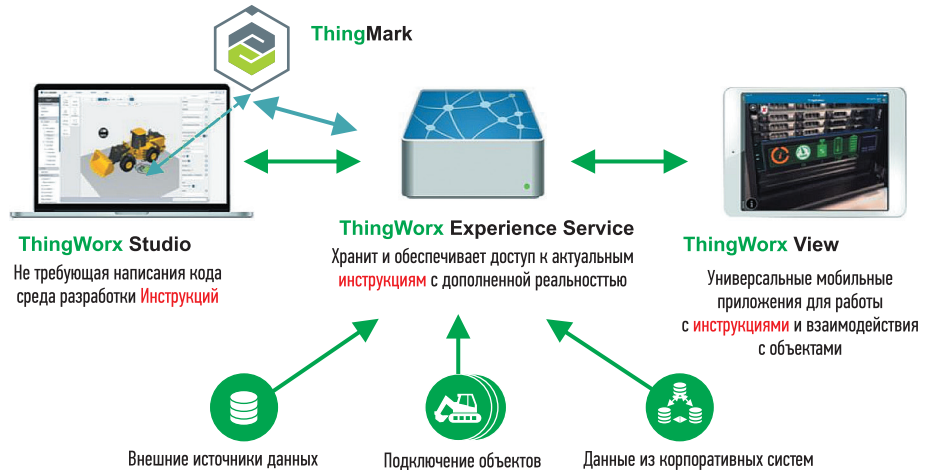 ThingMark
ThingWorx Studio
Не требующая написания кода
среда разработки Инструкций
ThingWorx Experience Service
Хранит и обеспечивает доступ к актуальным
инструкциям с дополненной реальносттью
ThingWorx View
Универсальные мобильные
приложения для работы
с инструкциями и взаимодействия
с объектами
Внешние источники данных
Подключение объектов
Данные из корпоративных систем